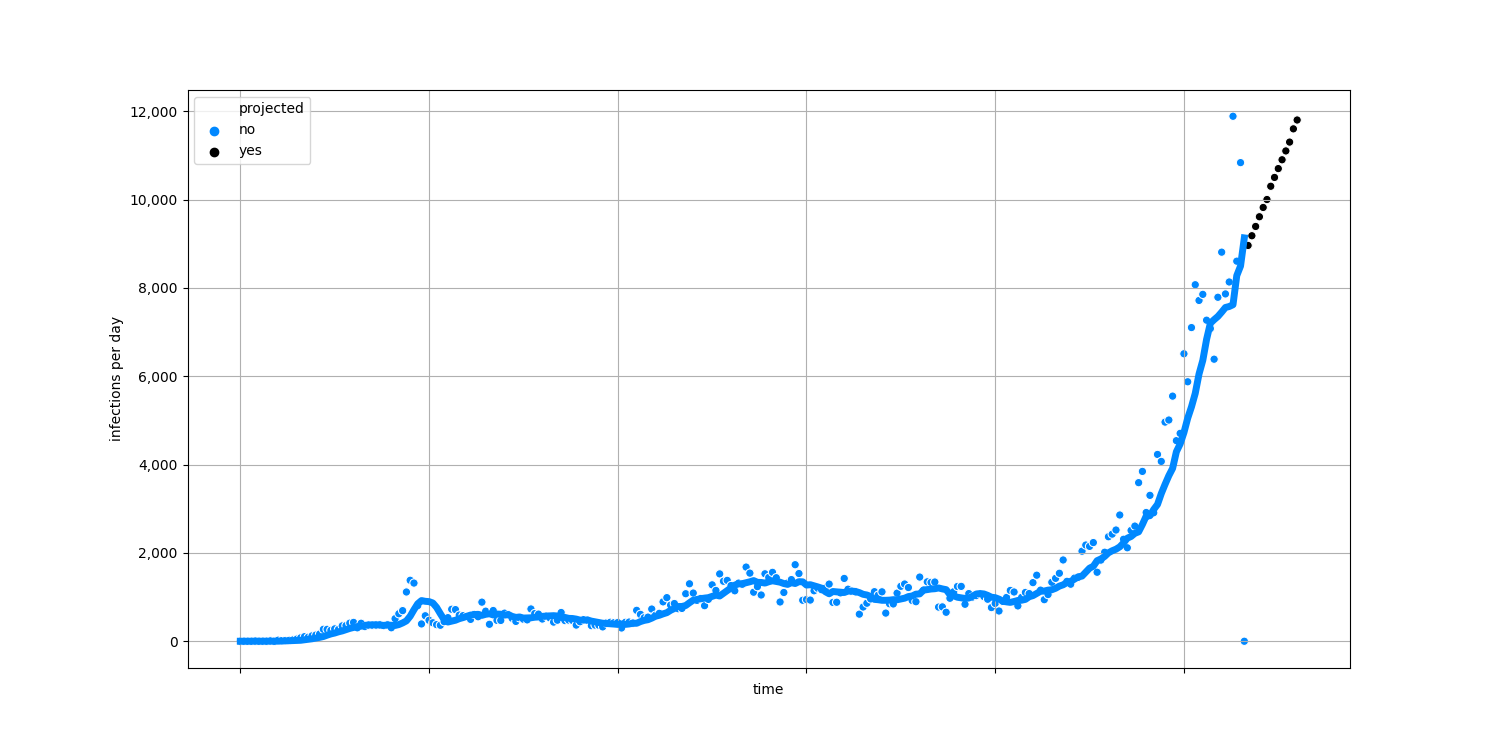 projected
no
yes
12,000
10,000
8,000
6,000
4,000
2,000
0
infections per day
time